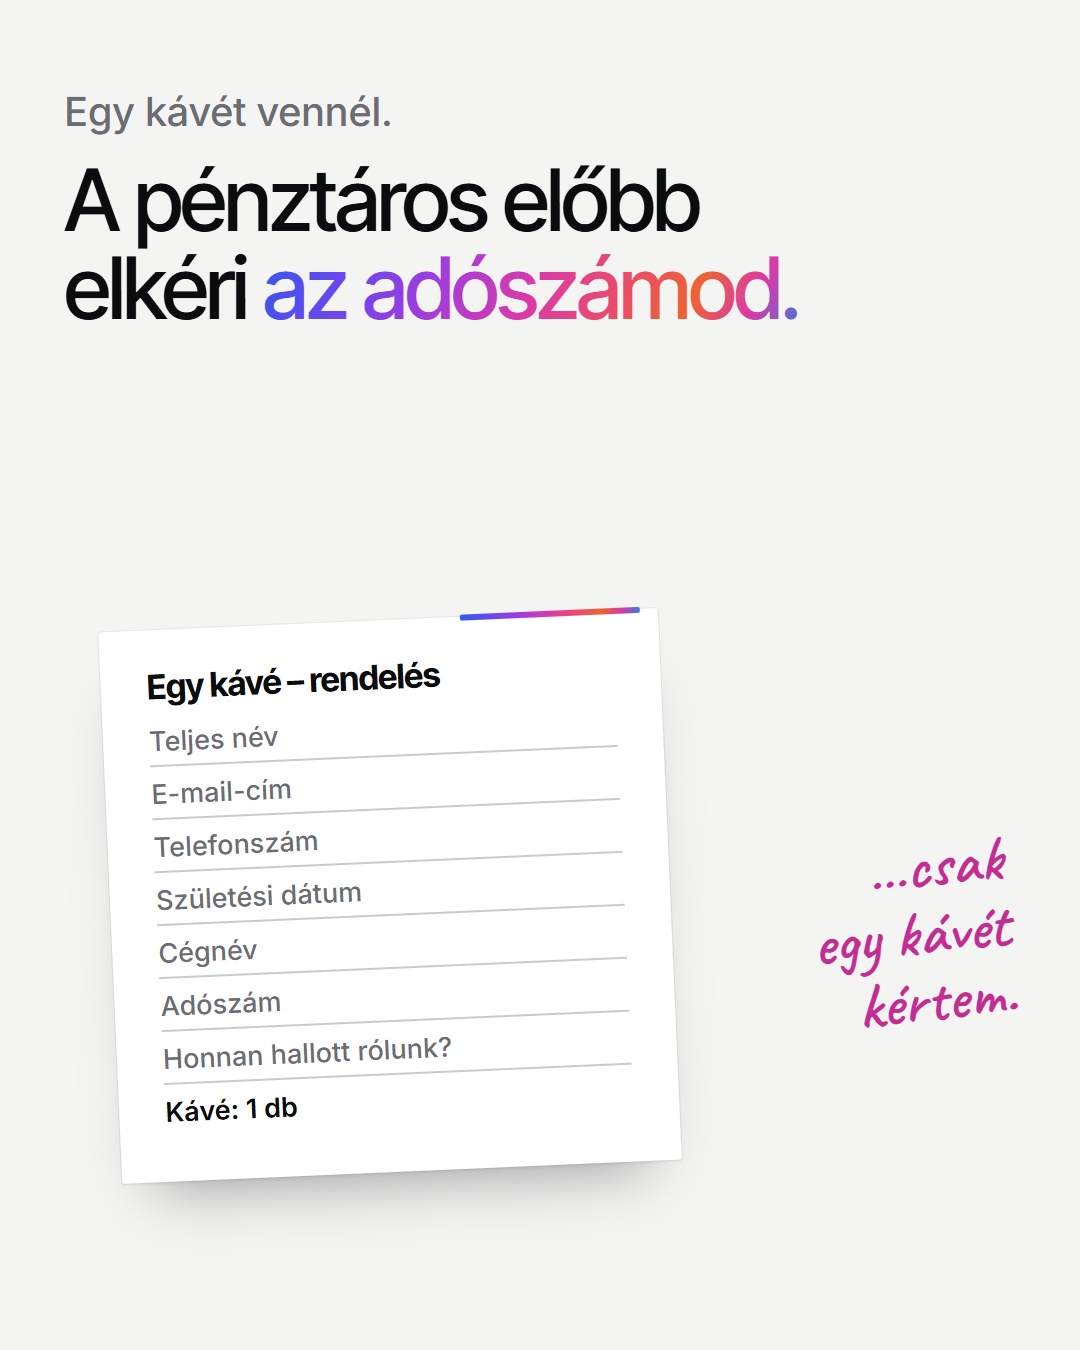 Egy kávét vennél.
A pénztáros előbb
elkéri az adószámod.
Egy kávé – rendelés
Teljes név
E-mail-cím
Telefonszám
Születési dátum
Cégnév
Adószám
Honnan hallott rólunk?
Kávé: 1 db
...csak
egy kávét
kértem.